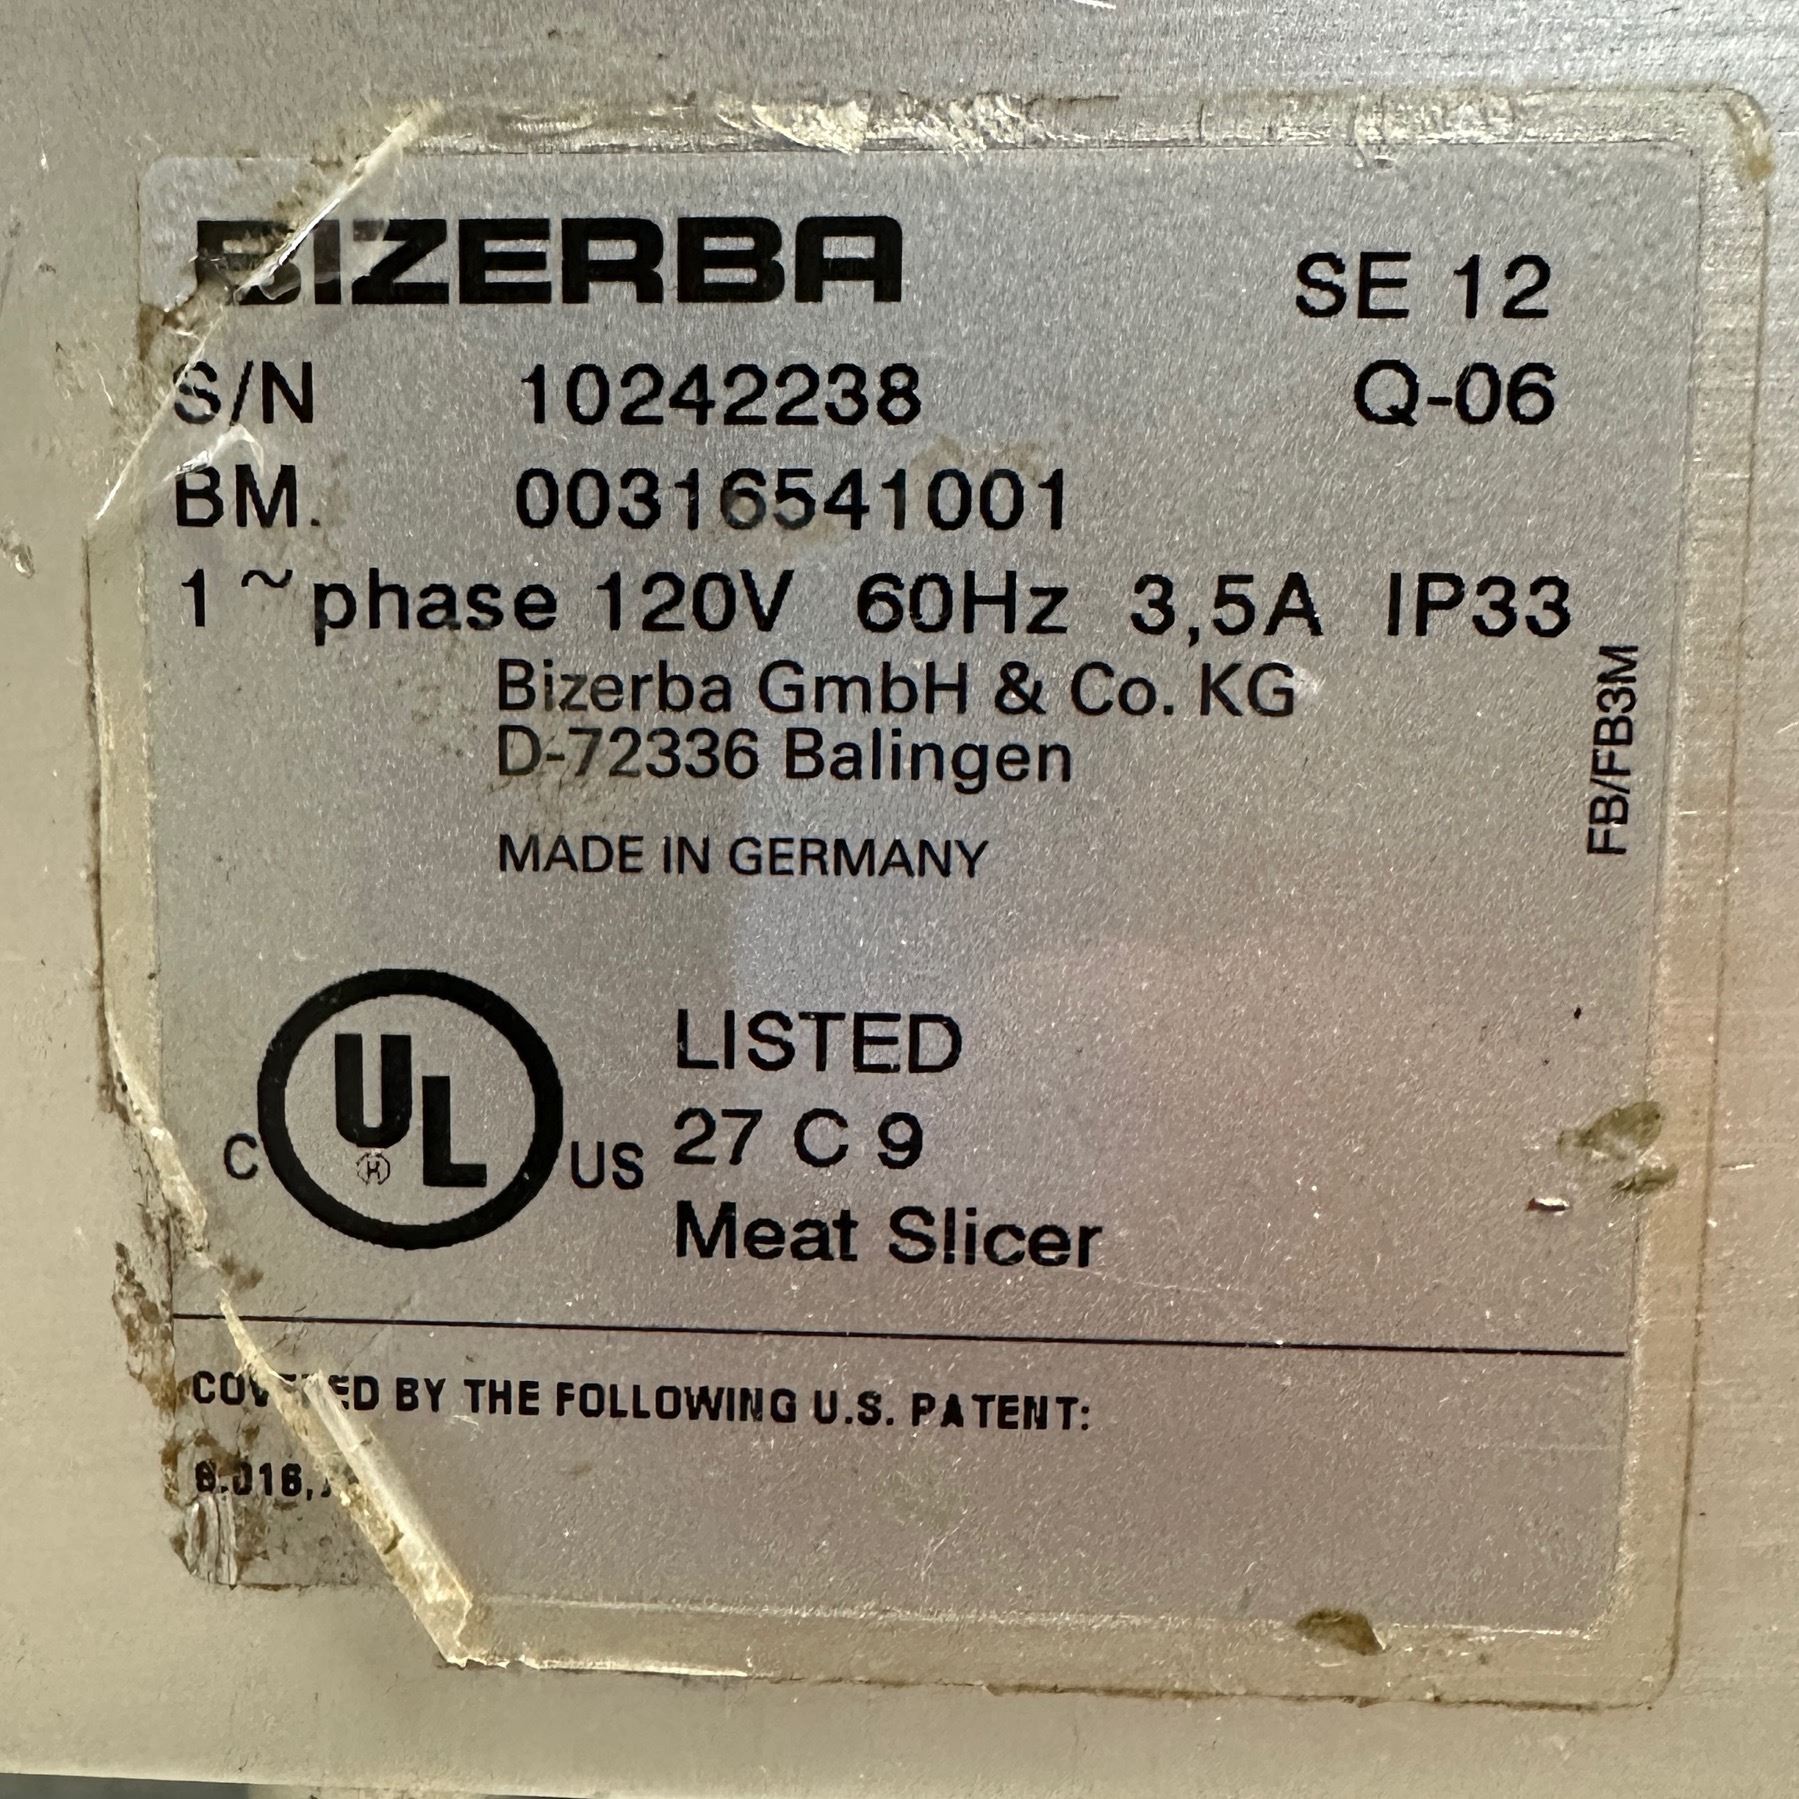 BIZERBA SE 12
S/N 10242238 Q-06
BM. 00316541001
1~phase 120V 60Hz 3,5A IP33
Bizerba GmbH & Co. KG
D-72336 Balingen
MADE IN GERMANY
FB/FB3M
UL ®
C US
LISTED
27 C 9
Meat Slicer
COVERED BY THE FOLLOWING U.S. PATENT: